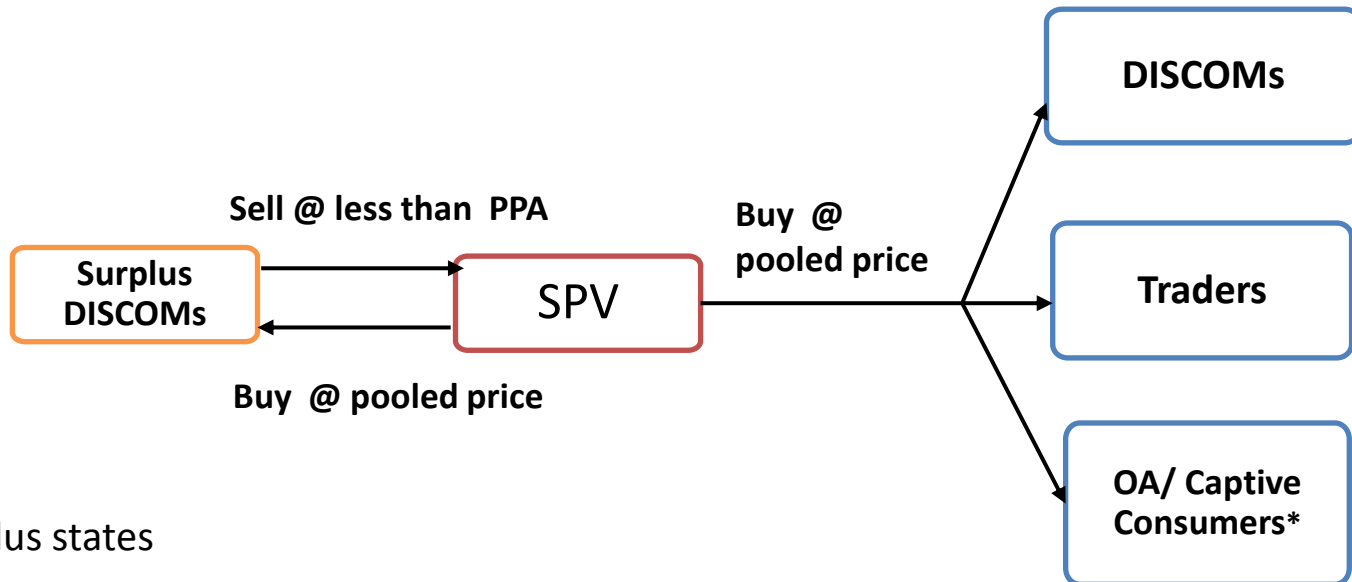 DISCOMs
Sell @ less than PPA
Buy @
pooled price
Surplus
DISCOMs
SPV
Traders
Buy @ pooled price
OA/ Captive
Consumers*
lus states